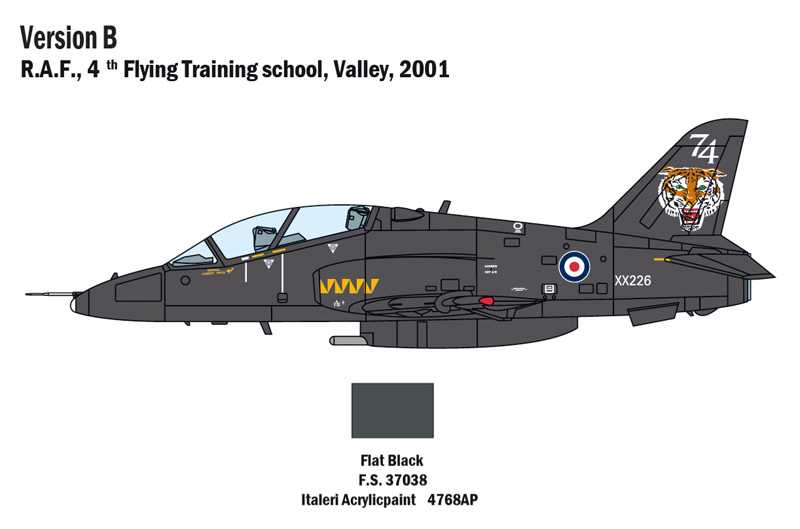 Version B
R.A.F., 4 th Flying Training school, Valley, 2001
74
XX226
Flat Black
F.S. 37038
Italeri Acrylicpaint 4768AP